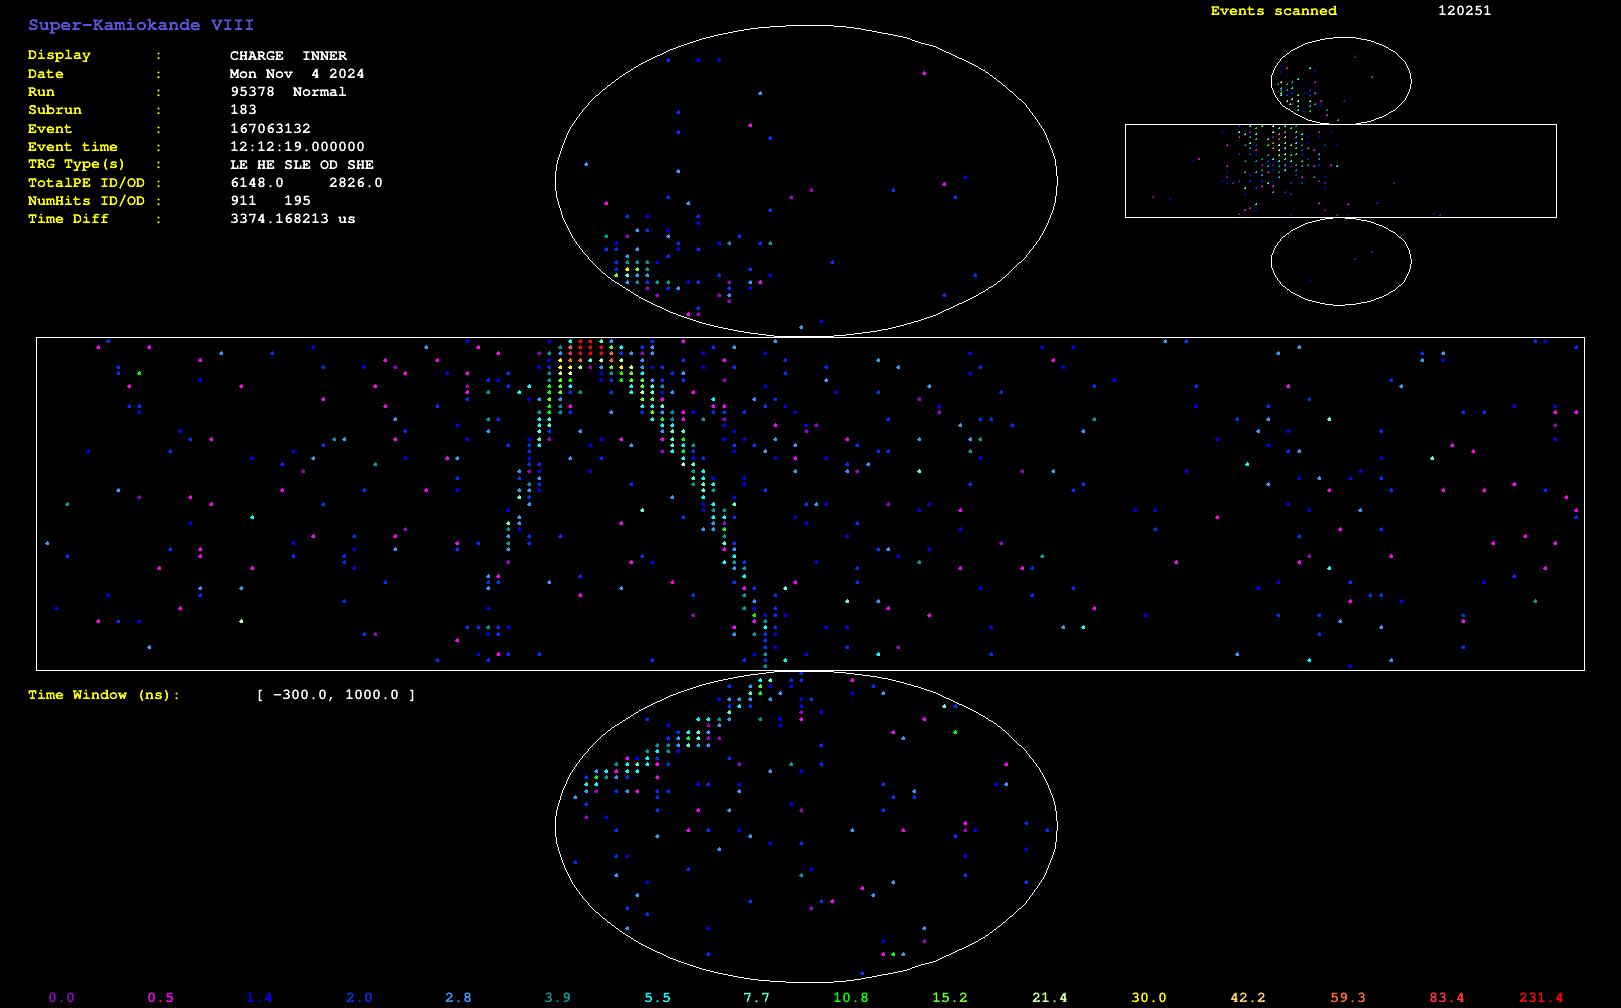 Super-Kamiokande VIII
Events scanned 120251
Display : CHARGE INNER
Date : Mon Nov 4 2024
Run : 95378 Normal
Subrun : 183
Event : 167063132
Event time : 12:12:19.000000
TRG Type(s) : LE HE SLE OD SHE
TotalPE ID/OD : 6148.0 2826.0
NumHits ID/OD : 911 195
Time Diff : 3374.168213 us
Time Window (ns): [ -300.0, 1000.0 ]
0.0 0.5 1.4 2.0 2.8 3.9 5.5 7.7 10.8 15.2 21.4 30.0 42.2 59.3 83.4 231.4